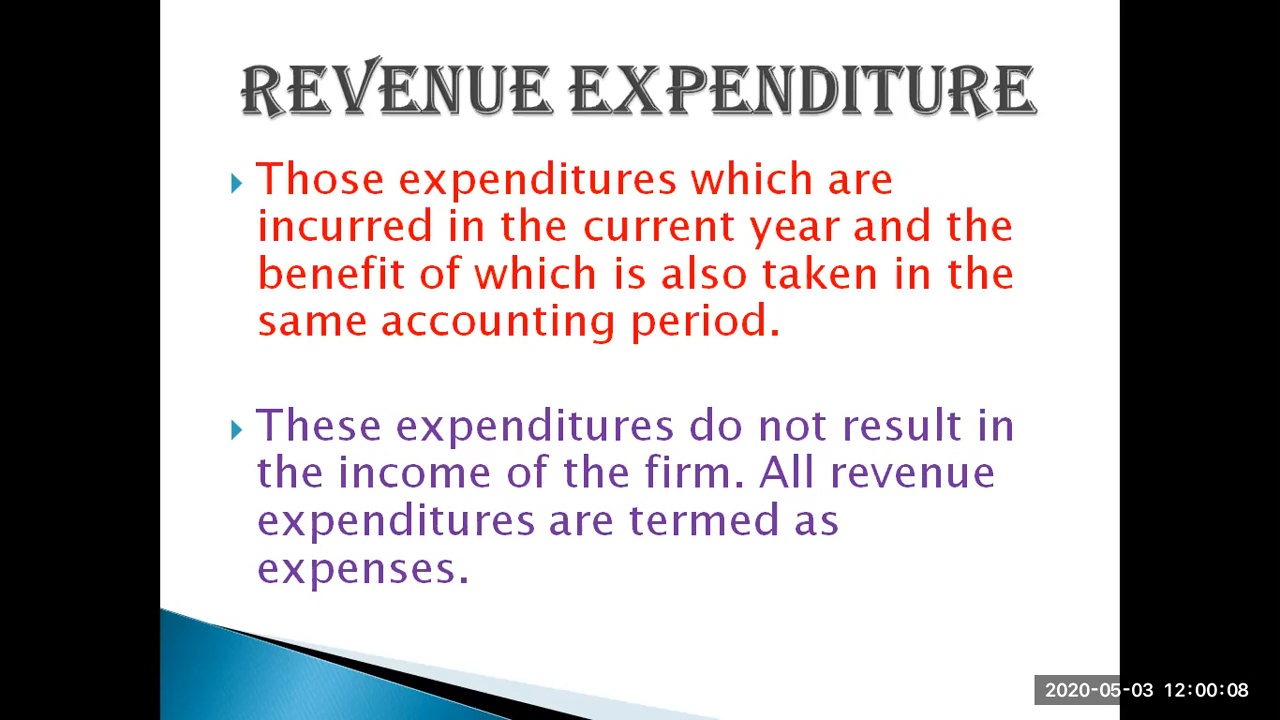 REVENUE EXPENDITURE
Those expenditures which are
incurred in the current year and the
benefit of which is also taken in the
same accounting period.
These expenditures do not result in
the income of the firm. All revenue
expenditures are termed as
expenses.
2020-05-03 12:00:08